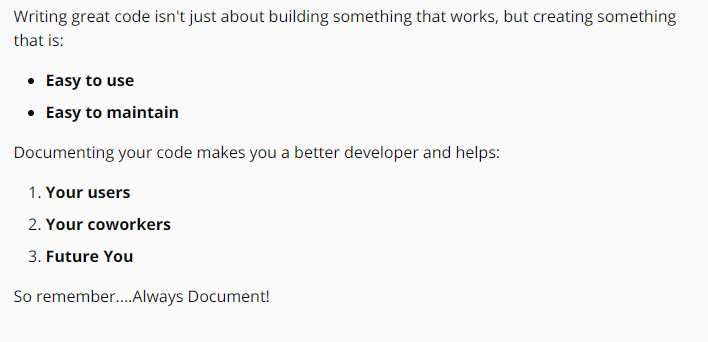 Writing great code isn't just about building something that works, but creating something
that is:
• Easy to use
• Easy to maintain
Documenting your code makes you a better developer and helps:
1. Your users
2. Your coworkers
3. Future You
So remember....Always Document!